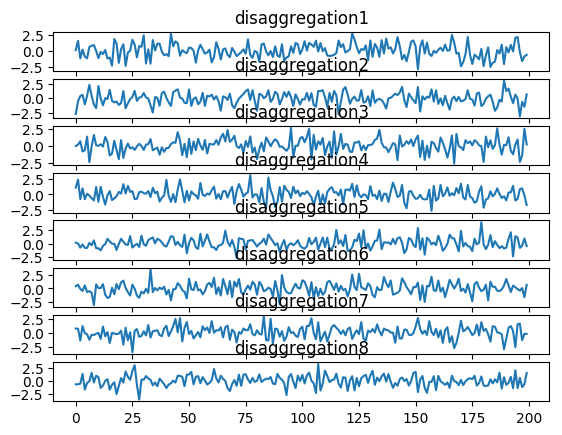 disaggregation1
2.5
0.0
−2.5
disaggregation2
2.5
0.0
−2.5
disaggregation3
2.5
0.0
−2.5
disaggregation4
2.5
0.0
−2.5
disaggregation5
2.5
0.0
−2.5
disaggregation6
2.5
0.0
−2.5
disaggregation7
2.5
0.0
−2.5
disaggregation8
2.5
0.0
−2.5
0 25 50 75 100 125 150 175 200